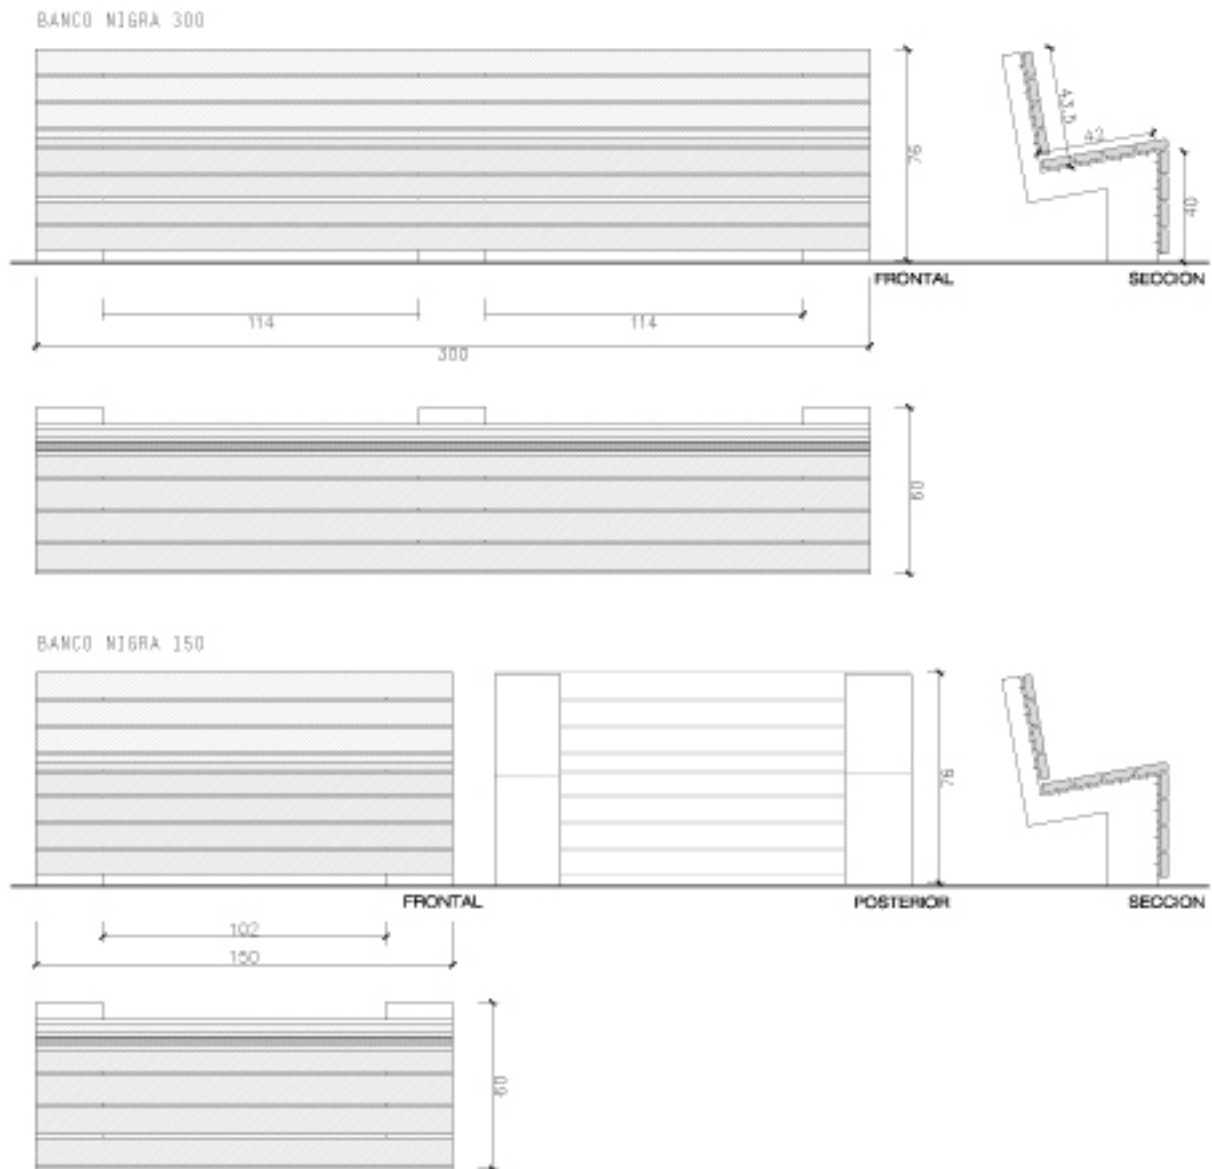 BANCO NIGRA 300
43.5
42
76
40
FRONTAL
SECCION
114
114
300
60
BANCO NIGRA 150
76
FRONTAL
POSTERIOR
SECCION
102
150
60